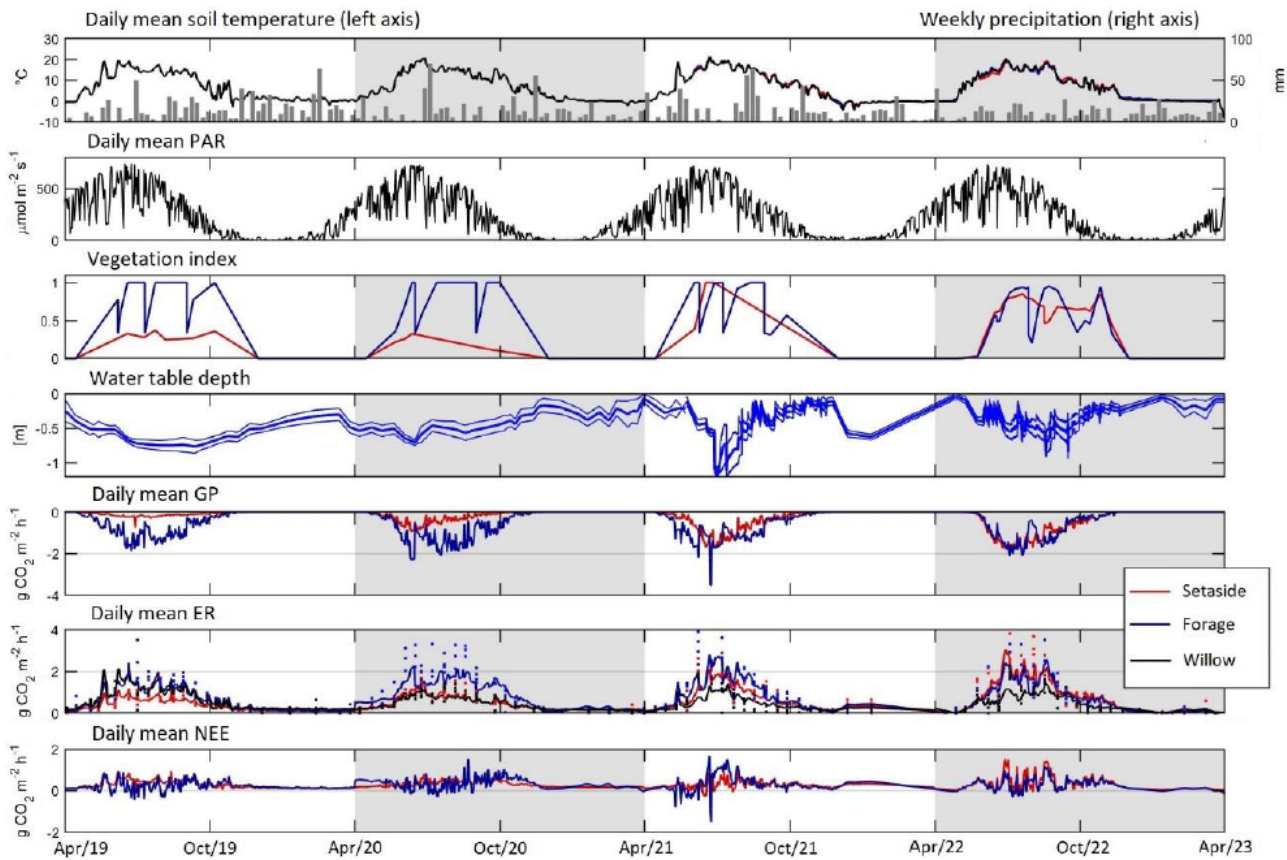 Daily mean soil temperature (left axis) Weekly precipitation (right axis)
30 100
20
°C 10 50 mm
0
-10 0
Daily mean PAR
μmol m⁻² s⁻¹
500
0
Vegetation index
1
0.5
0
Water table depth
0
[m] -0.5
-1
Daily mean GP
0
g CO₂ m⁻² h⁻¹ -2
-4
Daily mean ER
4
g CO₂ m⁻² h⁻¹ 2
0
Setaside
Forage
Willow
Daily mean NEE
2
g CO₂ m⁻² h⁻¹ 0
-2
Apr/19 Oct/19 Apr/20 Oct/20 Apr/21 Oct/21 Apr/22 Oct/22 Apr/23